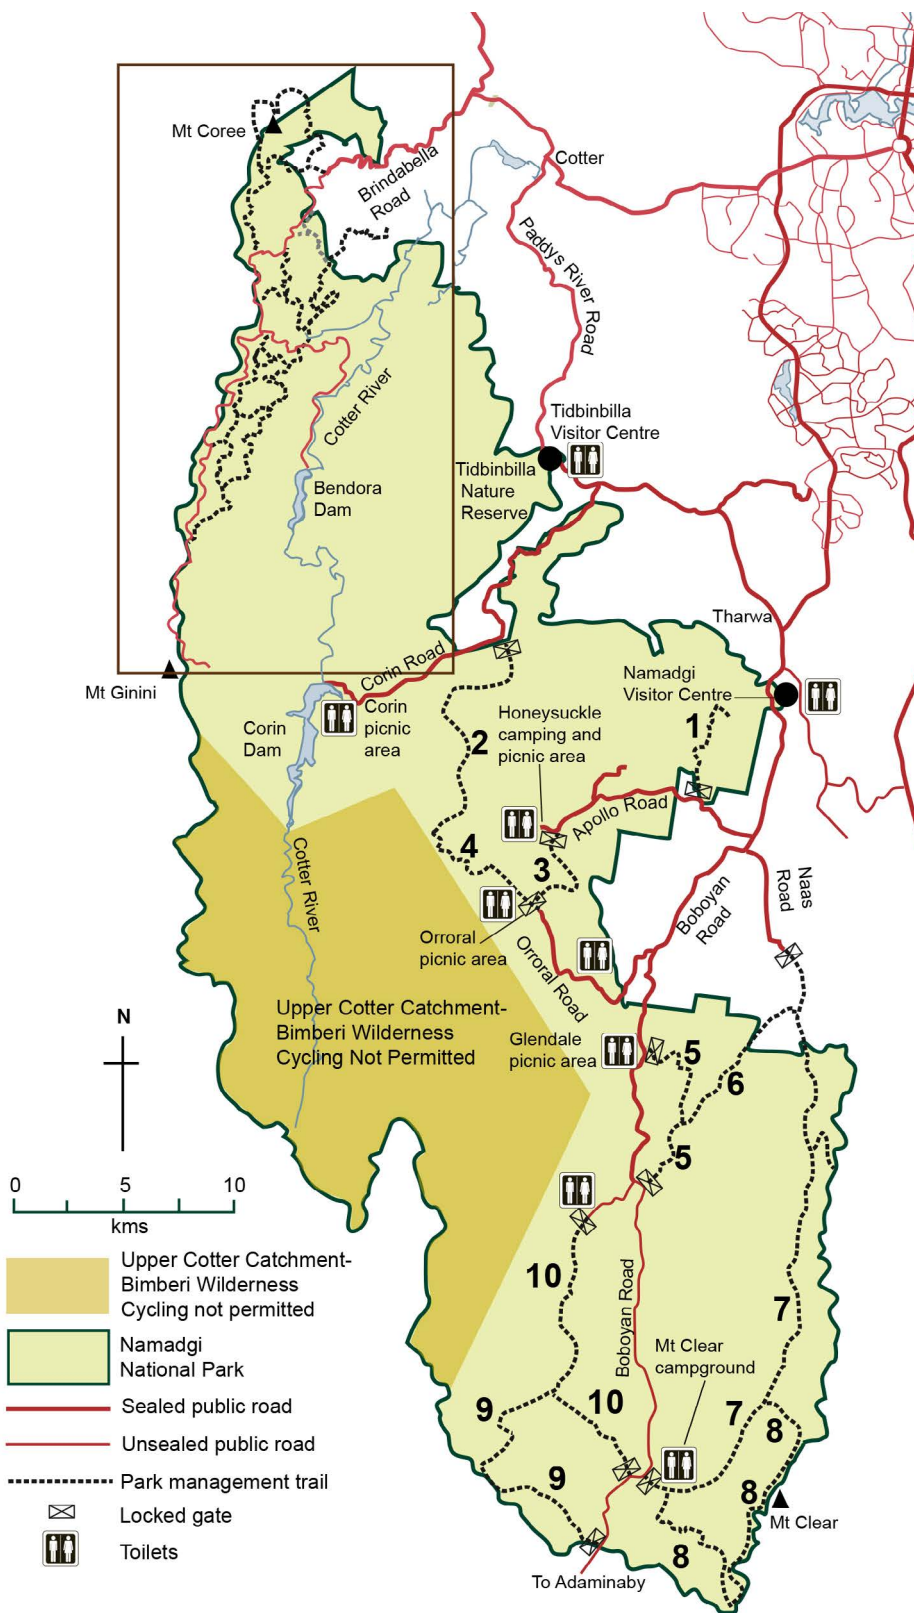 Mt Coree
Brindabella
Road
Cotter
Paddys River Road
Cotter River
Tidbinbilla
Visitor Centre
Tidbinbilla
Nature
Reserve
Bendora
Dam
Tharwa
Corin Road
Mt Ginini
Namadgi
Visitor Centre
Corin
Dam
Corin
picnic
area
Honeysuckle
camping and
picnic area
1
2
Apollo Road
4
3
Cotter River
Boboyan
Road
Naas
Road
Orroral
picnic area
Orroral Road
Upper Cotter Catchment-
Bimberi Wilderness
Cycling Not Permitted
N
Glendale
picnic area
5
6
5
0 5 10
kms
10
7
Boboyan Road
Mt Clear
campground
9
10
7
8
9
8
Mt Clear
8
To Adaminaby
Upper Cotter Catchment-
Bimberi Wilderness
Cycling not permitted
Namadgi
National Park
Sealed public road
Unsealed public road
Park management trail
Locked gate
Toilets